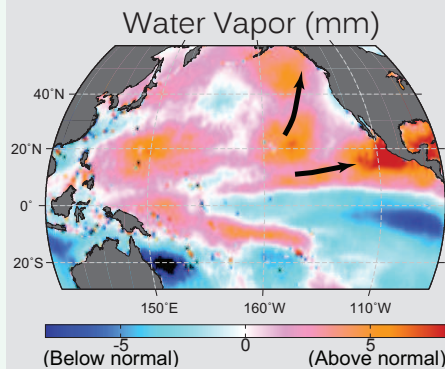 Water Vapor (mm)
40°N
20°N
0°
20°S
150°E
160°W
110°W
-5
0
5
(Below normal)
(Above normal)